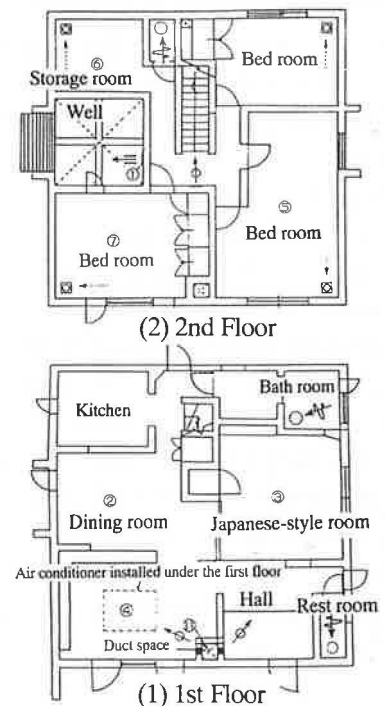 ⑥
Storage room
Bed room
Well
①
⑤
Bed room
⑦
Bed room
(2) 2nd Floor
Bath room
Kitchen
②
Dining room
③
Japanese-style room
Air conditioner installed under the first floor
④
Hall
Rest room
Duct space
(1) 1st Floor